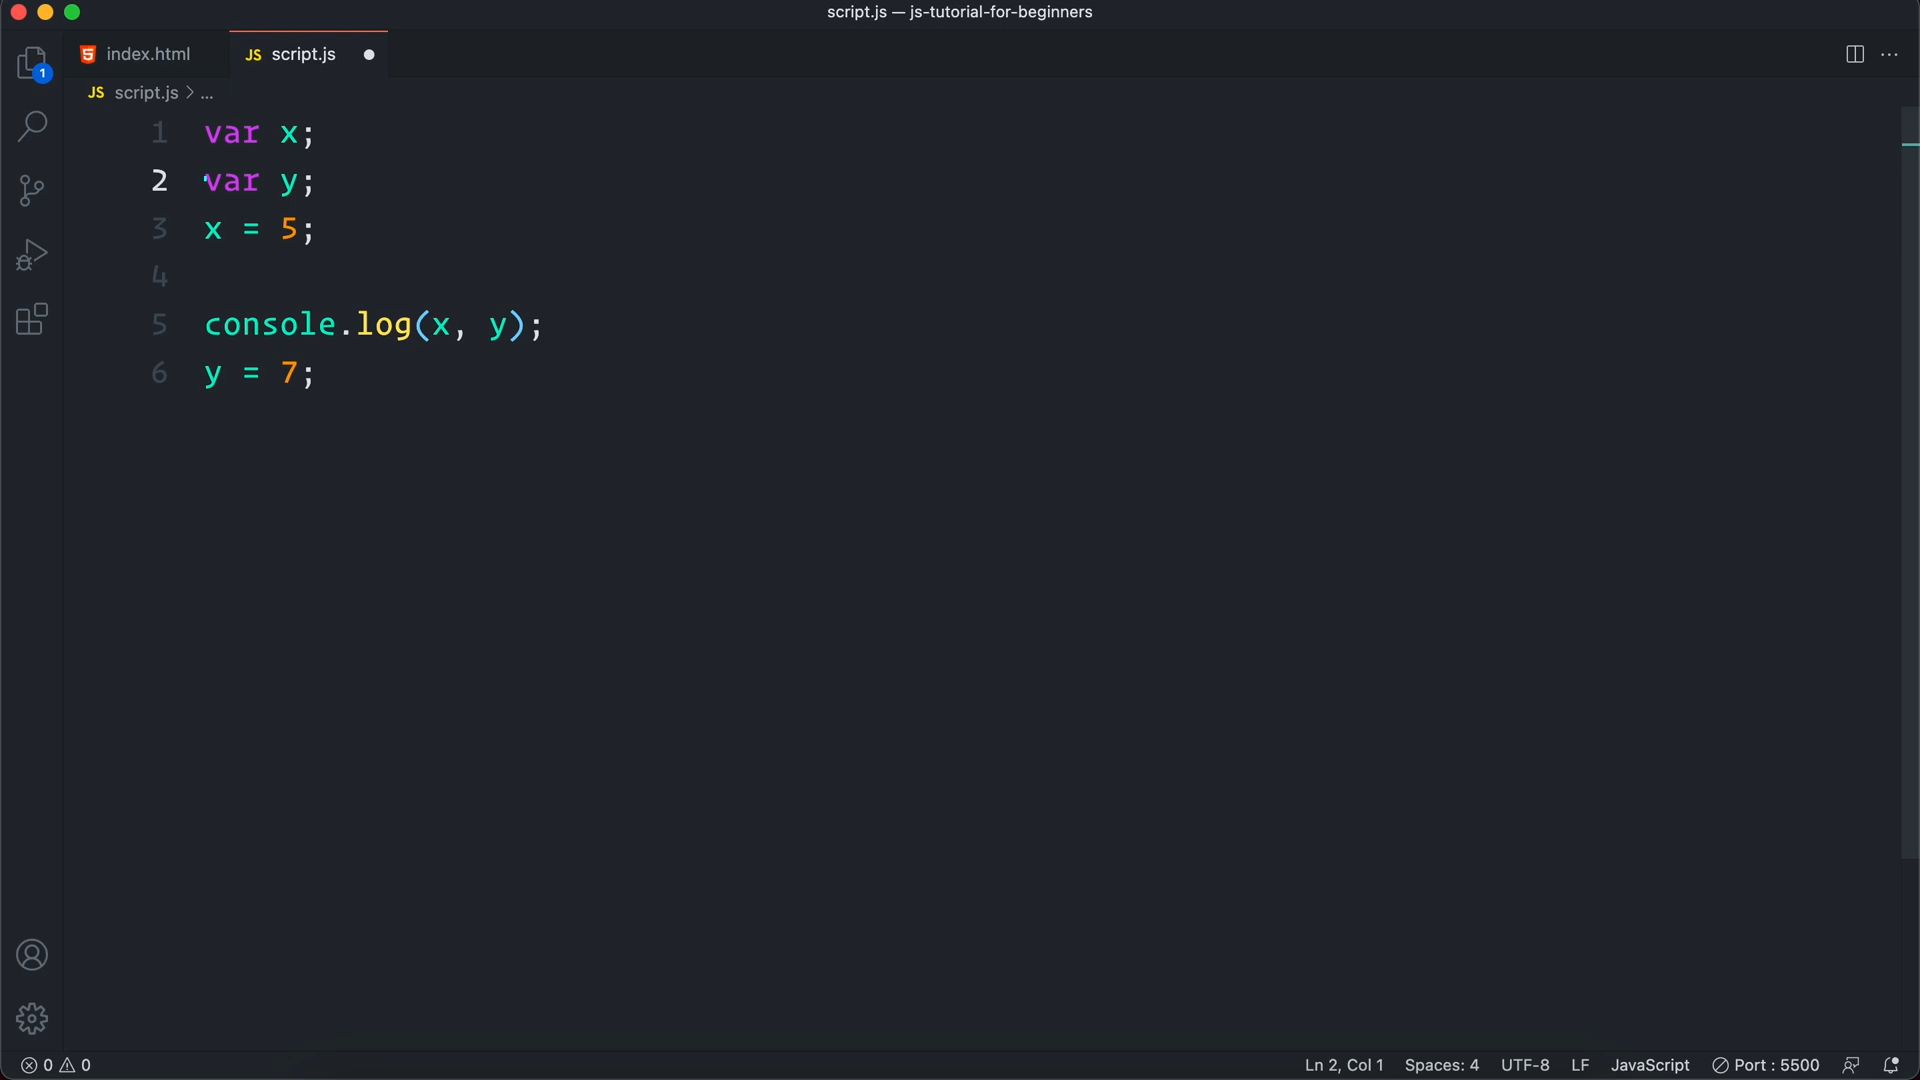 script.js — js-tutorial-for-beginners
1
5 index.html
JS script.js
JS script.js > ...
1 var x;
2 var y;
3 x = 5;
4
5 console.log(x, y);
6 y = 7;
0 0
Ln 2, Col 1 Spaces: 4 UTF-8 LF JavaScript Port : 5500